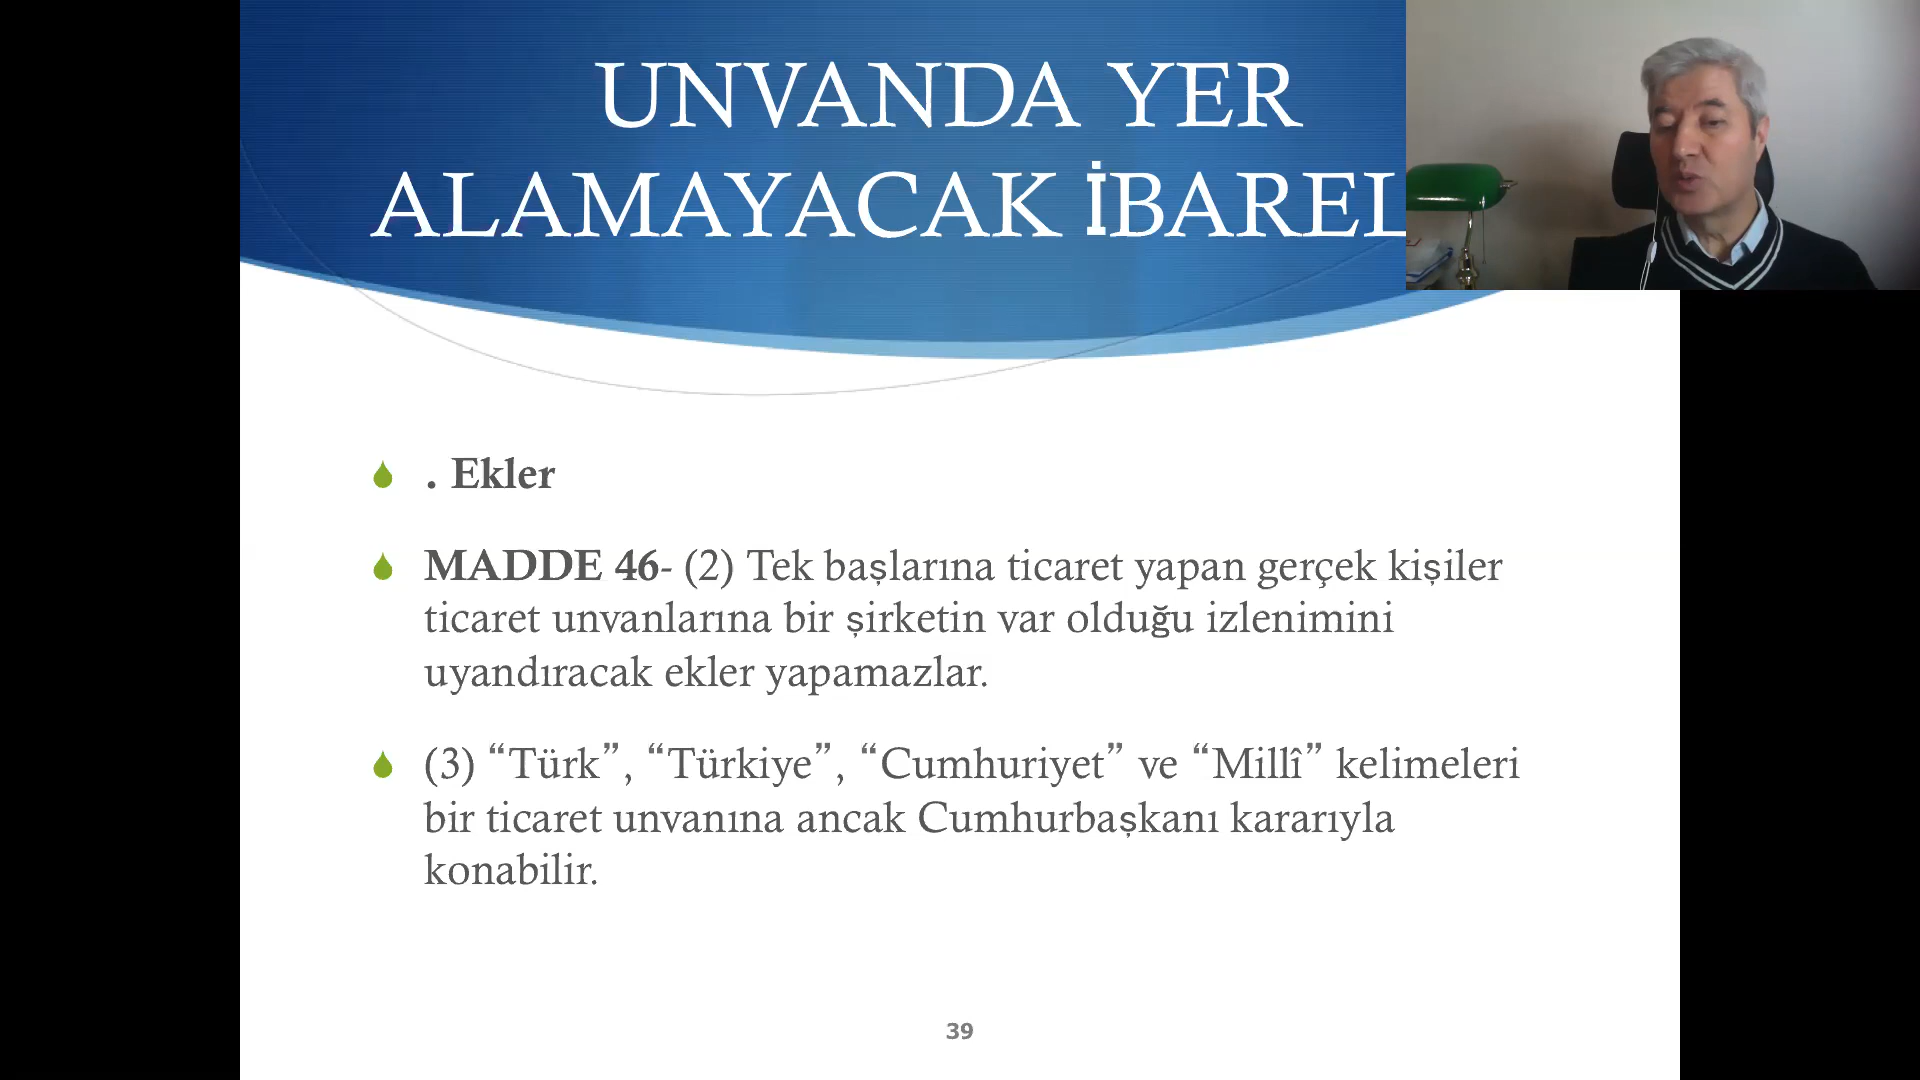 UNVANDA YER
ALAMAYACAK İBAREL
. Ekler
MADDE 46- (2) Tek başlarına ticaret yapan gerçek kişiler
ticaret unvanlarına bir şirketin var olduğu izlenimini
uyandıracak ekler yapamazlar.
(3) “Türk”, “Türkiye”, “Cumhuriyet” ve “Millî” kelimeleri
bir ticaret unvanına ancak Cumhurbaşkanı kararıyla
konabilir.
39